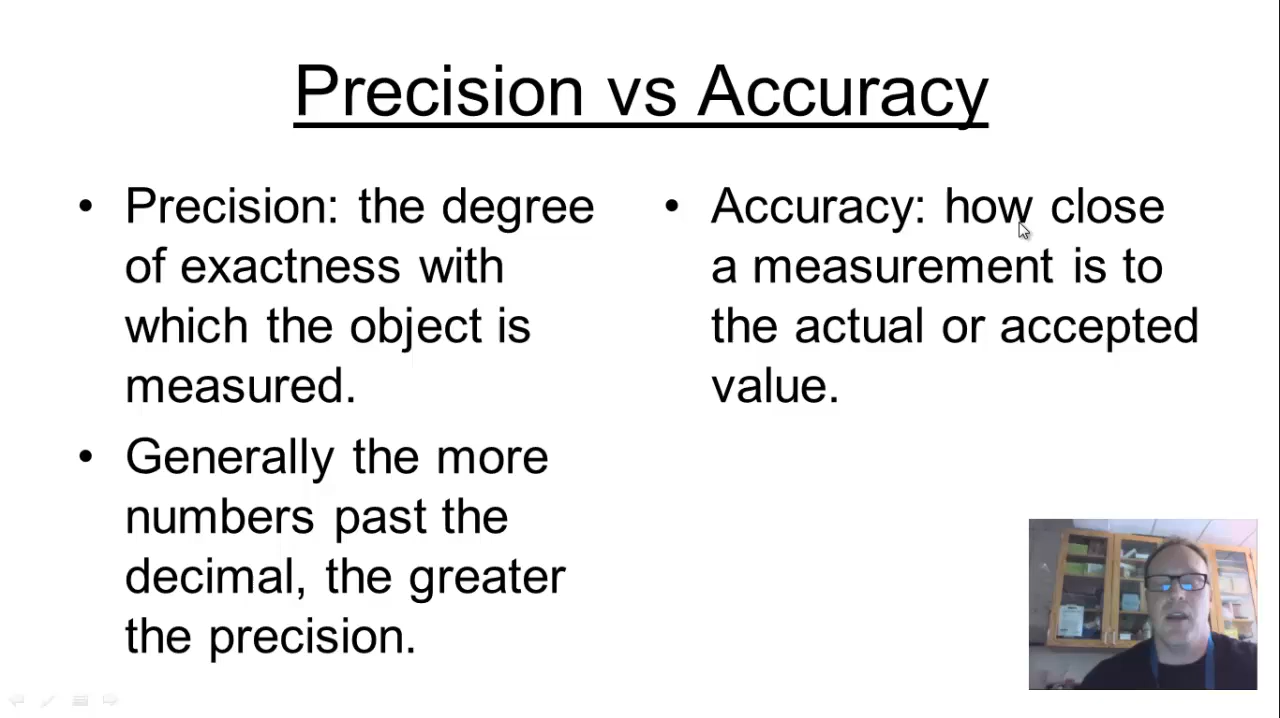 Precision vs Accuracy
• Precision: the degree
of exactness with
which the object is
measured.
• Generally the more
numbers past the
decimal, the greater
the precision.
• Accuracy: how close
a measurement is to
the actual or accepted
value.